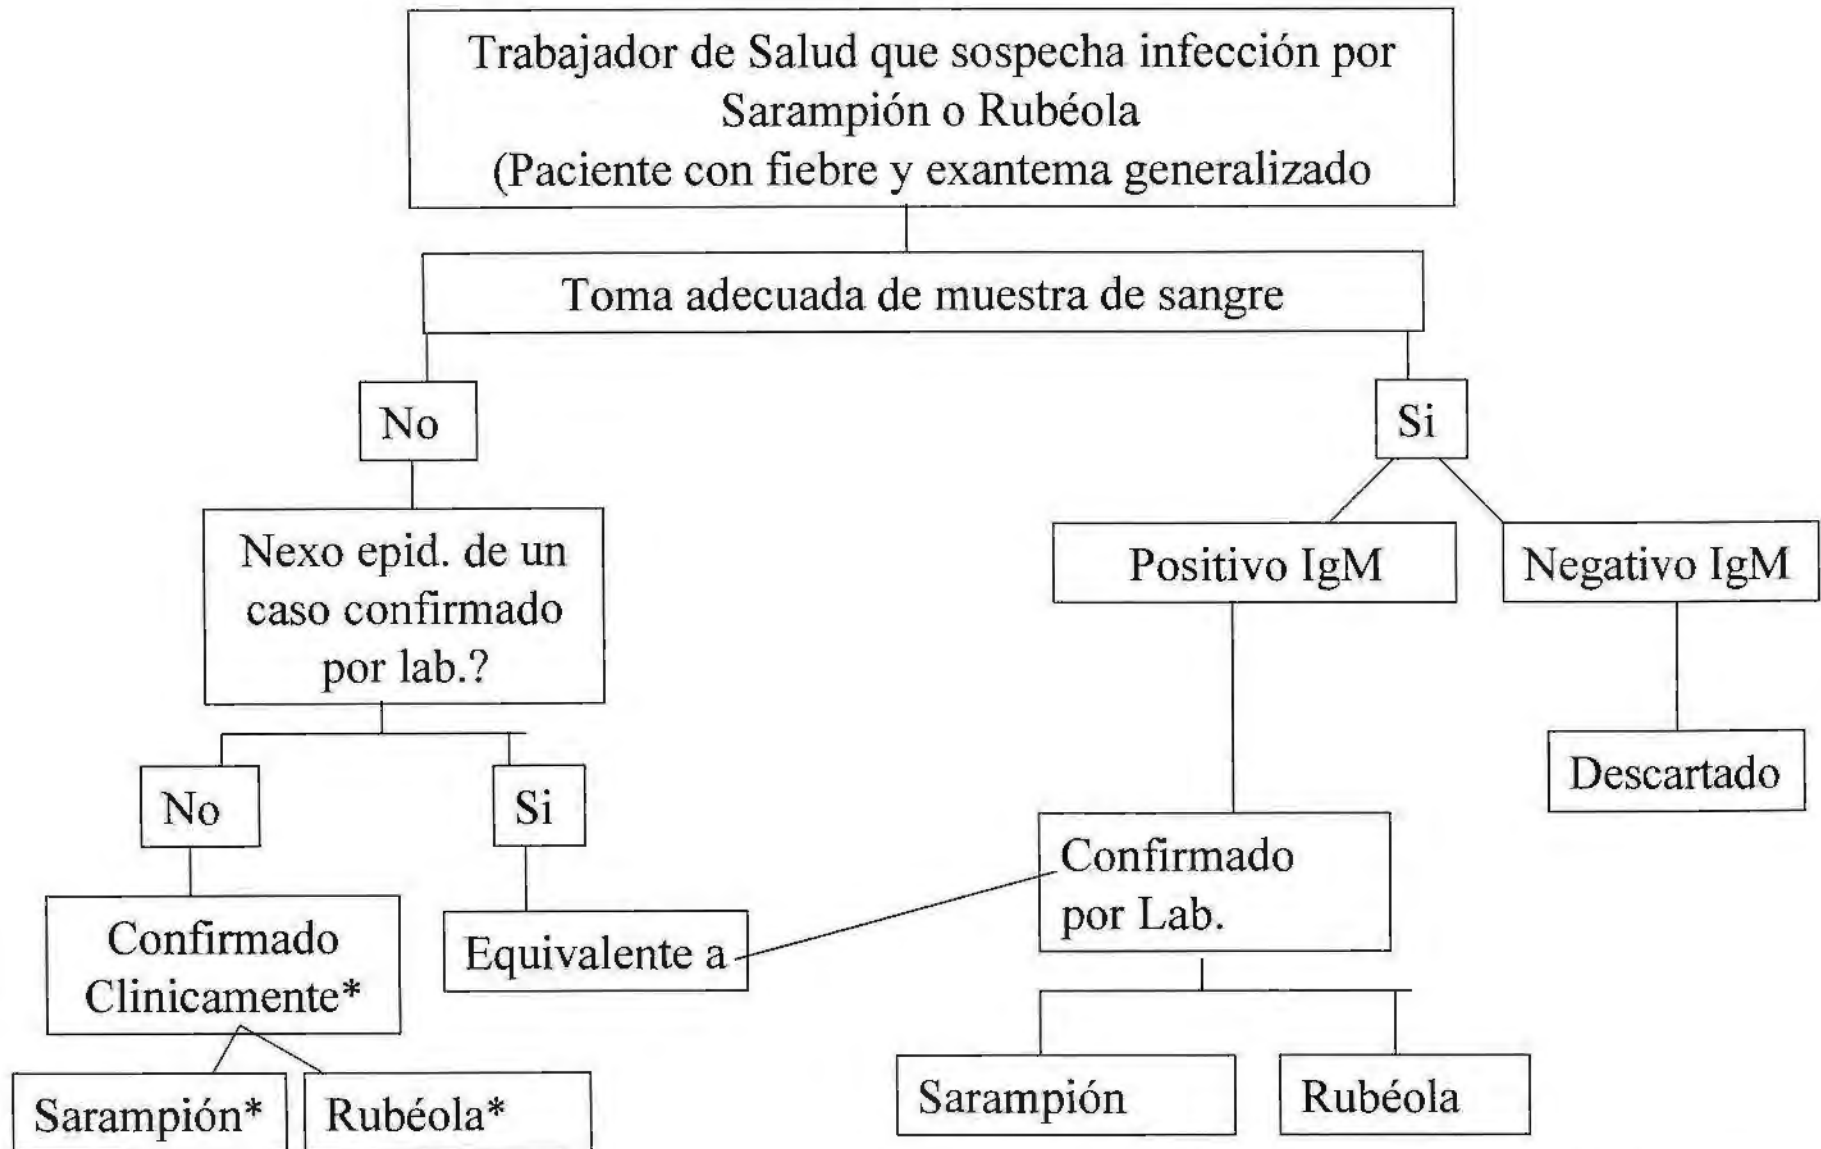 Trabajador de Salud que sospecha infección por
Sarampión o Rubéola
(Paciente con fiebre y exantema generalizado
Toma adecuada de muestra de sangre
No
Si
Nexo epid. de un
caso confirmado
por lab.?
Positivo IgM
Negativo IgM
No
Si
Descartado
Confirmado
por Lab.
Confirmado
Clinicamente*
Equivalente a
Sarampión*
Rubéola*
Sarampión
Rubéola